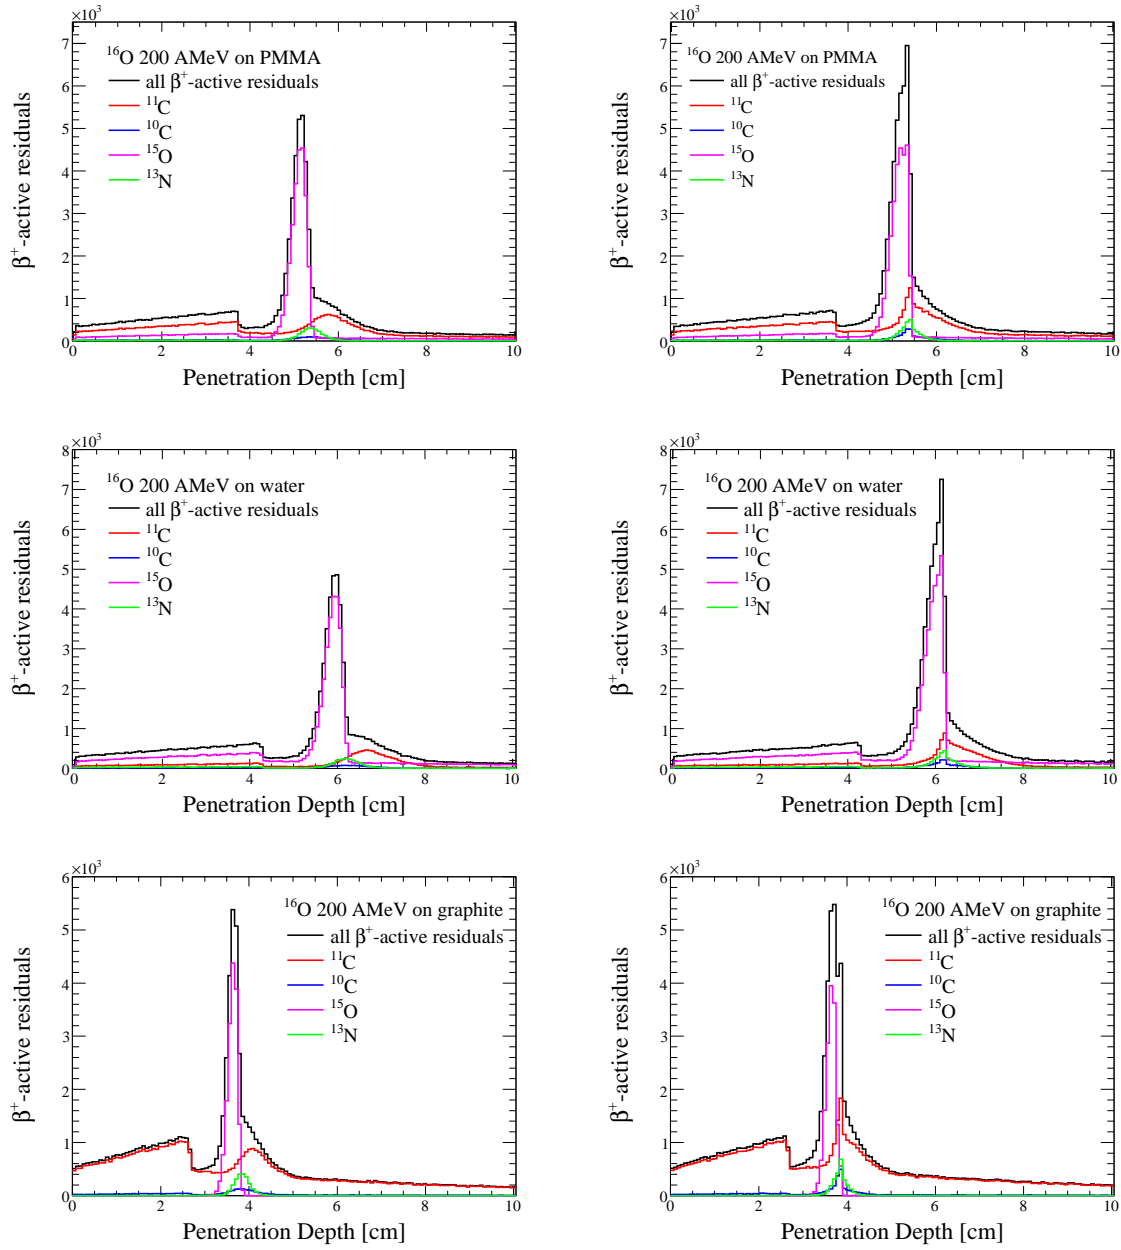 ×10³
7
6
5
4
3
2
1
0
β⁺-active residuals
¹⁶O 200 AMeV on PMMA
all β⁺-active residuals
¹¹C
¹⁰C
¹⁵O
¹³N
0 2 4 6 8 10
Penetration Depth [cm]
×10³
7
6
5
4
3
2
1
0
β⁺-active residuals
¹⁶O 200 AMeV on PMMA
all β⁺-active residuals
¹¹C
¹⁰C
¹⁵O
¹³N
0 2 4 6 8 10
Penetration Depth [cm]
×10³
8
7
6
5
4
3
2
1
0
β⁺-active residuals
¹⁶O 200 AMeV on water
all β⁺-active residuals
¹¹C
¹⁰C
¹⁵O
¹³N
0 2 4 6 8 10
Penetration Depth [cm]
×10³
8
7
6
5
4
3
2
1
0
β⁺-active residuals
¹⁶O 200 AMeV on water
all β⁺-active residuals
¹¹C
¹⁰C
¹⁵O
¹³N
0 2 4 6 8 10
Penetration Depth [cm]
×10³
6
5
4
3
2
1
0
β⁺-active residuals
¹⁶O 200 AMeV on graphite
all β⁺-active residuals
¹¹C
¹⁰C
¹⁵O
¹³N
0 2 4 6 8 10
Penetration Depth [cm]
×10³
6
5
4
3
2
1
0
β⁺-active residuals
¹⁶O 200 AMeV on graphite
all β⁺-active residuals
¹¹C
¹⁰C
¹⁵O
¹³N
0 2 4 6 8 10
Penetration Depth [cm]